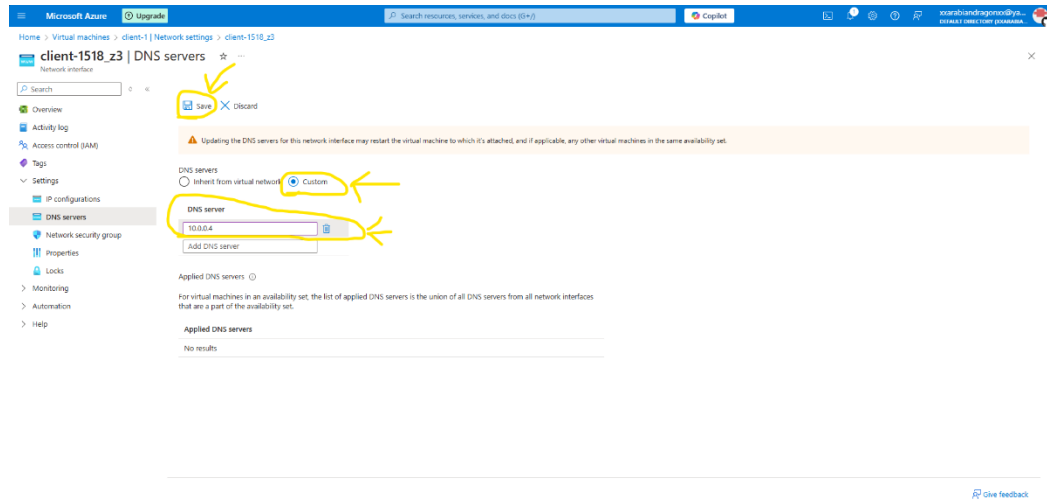 Microsoft Azure
Upgrade
Search resources, services, and docs (G+/)
Copilot
xxarabiandragonxx@ya...
DEFAULT DIRECTORY (XXARABIA...
Home > Virtual machines > client-1 | Network settings > client-1518_z3
client-1518_z3 | DNS servers
Network interface
Search
Save
Discard
Overview
Activity log
Access control (IAM)
Tags
Settings
IP configurations
DNS servers
Network security group
Properties
Locks
Monitoring
Automation
Help
Updating the DNS servers for this network interface may restart the virtual machine to which it's attached, and if applicable, any other virtual machines in the same availability set.
DNS servers
Inherit from virtual network
Custom
DNS server
10.0.0.4
Add DNS server
Applied DNS servers
For virtual machines in an availability set, the list of applied DNS servers is the union of all DNS servers from all network interfaces
that are a part of the availability set.
Applied DNS servers
No results
Give feedback